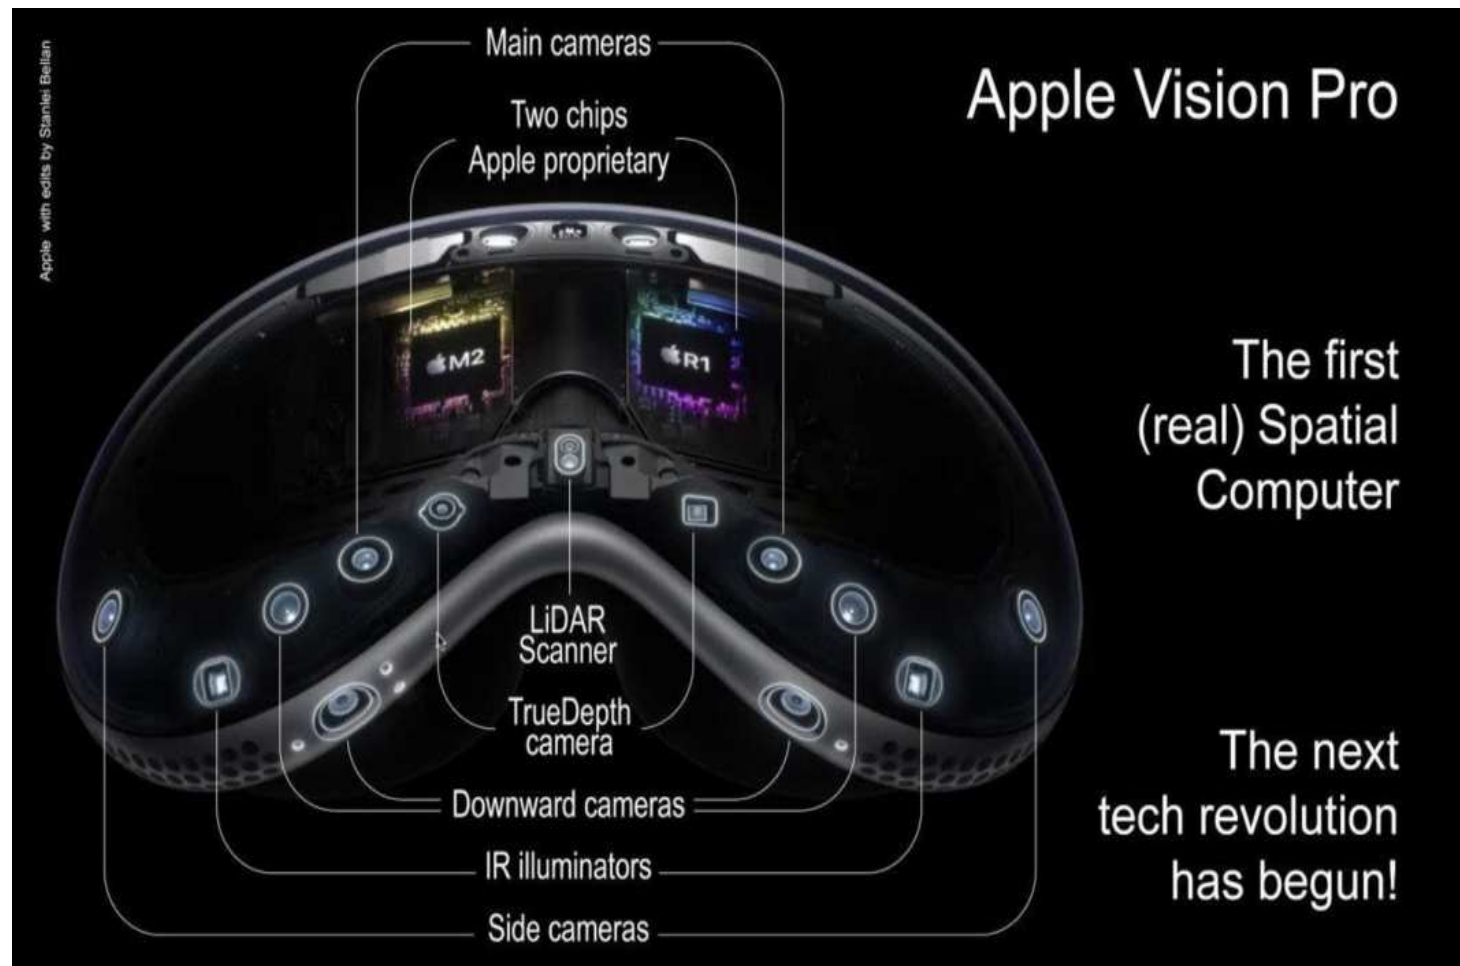 Apple with edits by Stanlei Bellan
Main cameras
Two chips
Apple proprietary
Apple Vision Pro
M2
R1
The first
(real) Spatial
Computer
LiDAR
Scanner
TrueDepth
camera
Downward cameras
IR illuminators
Side cameras
The next
tech revolution
has begun!